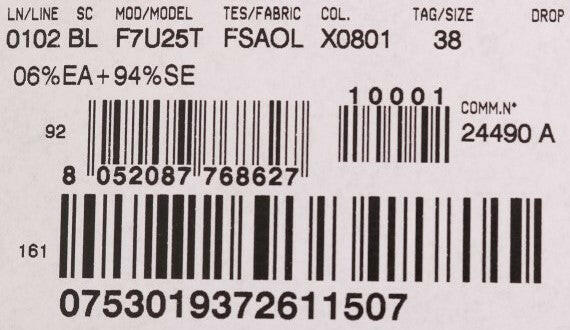 LN/LINE SC MOD/MODEL TES/FABRIC COL. TAG/SIZE DROP
0102 BL F7U25T FSAOL X0801 38
06%EA+94%SE
10001
COMM.N°
92
24490 A
8 052087 768627
161
0753019372611507